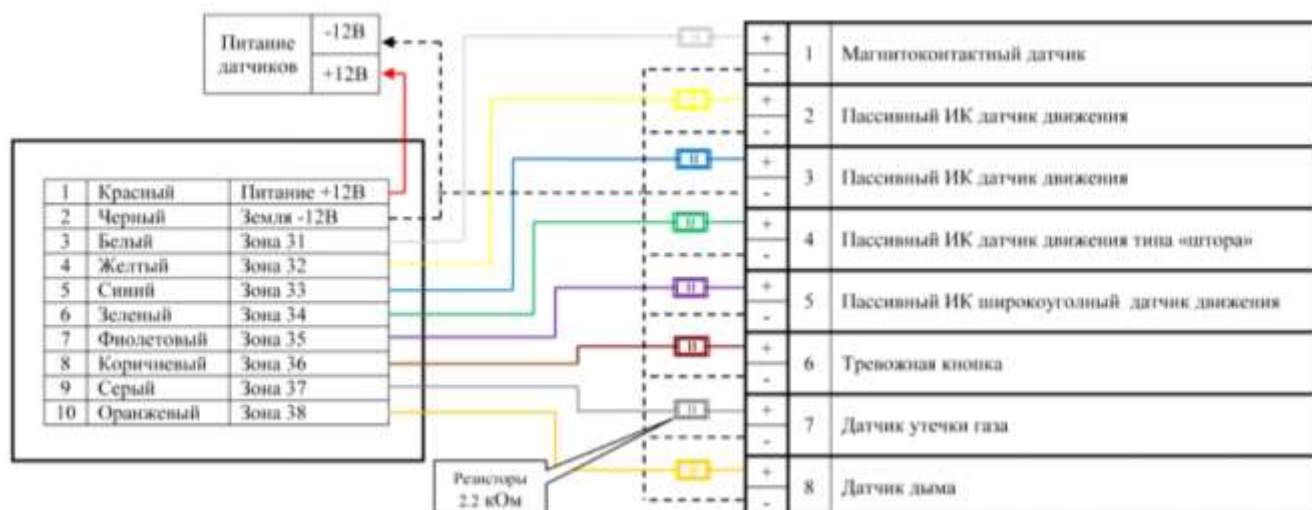 Питание датчиков
-12В
+12В
1 Красный Питание +12В
2 Черный Земля -12В
3 Белый Зона 31
4 Желтый Зона 32
5 Синий Зона 33
6 Зеленый Зона 34
7 Фиолетовый Зона 35
8 Коричневый Зона 36
9 Серый Зона 37
10 Оранжевый Зона 38
Резисторы
2.2 кОм
+ - 1 Магнитоконтактный датчик
+ - 2 Пассивный ИК датчик движения
+ - 3 Пассивный ИК датчик движения
+ - 4 Пассивный ИК датчик движения типа «штора»
+ - 5 Пассивный ИК широкоуголный датчик движения
+ - 6 Тревожная кнопка
+ - 7 Датчик утечки газа
+ - 8 Датчик дыма